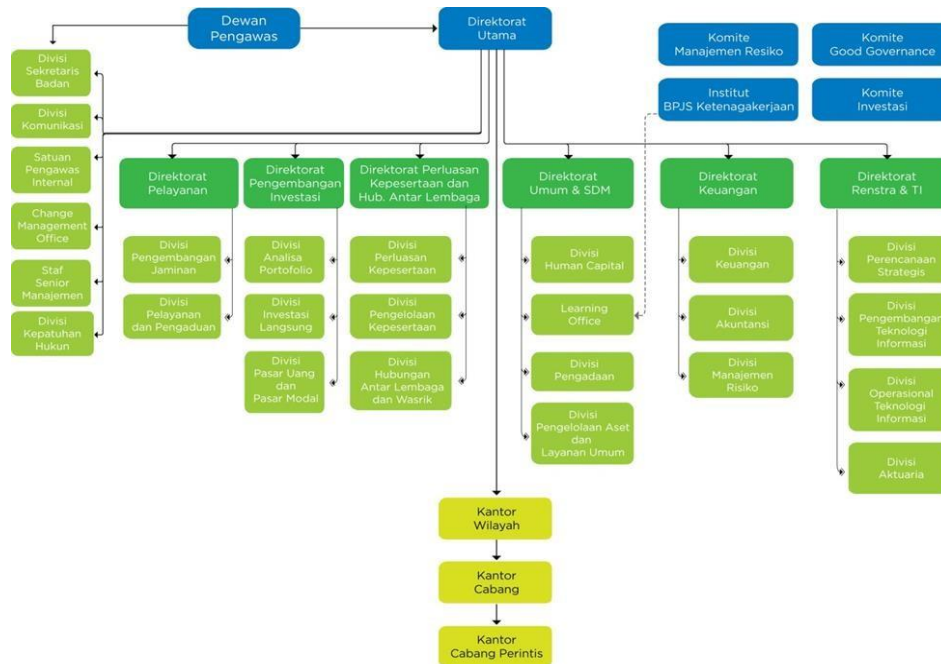 Dewan
Pengawas
Direktorat
Utama
Komite
Manajemen Resiko
Komite
Good Governance
Institut
BPJS Ketenagakerjaan
Komite
Investasi
Divisi
Sekretaris
Badan
Divisi
Komunikasi
Satuan
Pengawas
Internal
Change
Management
Office
Staf
Senior
Manajemen
Divisi
Kepatuhan
Hukun
Direktorat
Pelayanan
Divisi
Pengembangan
Jaminan
Divisi
Pelayanan
dan Pengaduan
Direktorat
Pengembangan
Investasi
Divisi
Analisa
Portofolio
Divisi
Investasi
Langsung
Divisi
Pasar Uang
dan
Pasar Modal
Direktorat Perluasan
Kepesertaan dan
Hub. Antar Lembaga
Divisi
Perluasan
Kepesertaan
Divisi
Pengelolaan
Kepesertaan
Divisi
Hubungan
Antar Lembaga
dan Wasrik
Direktorat
Umum & SDM
Divisi
Human Capital
Learning
Office
Divisi
Pengadaan
Divisi
Pengelolaan Aset
dan
Layanan Umum
Direktorat
Keuangan
Divisi
Keuangan
Divisi
Akuntansi
Divisi
Manajemen
Risiko
Direktorat
Renstra & TI
Divisi
Perencanaan
Strategis
Divisi
Pengembangan
Teknologi
Informasi
Divisi
Operasional
Teknologi
Informasi
Divisi
Aktuaria
Kantor
Wilayah
Kantor
Cabang
Kantor
Cabang Perintis